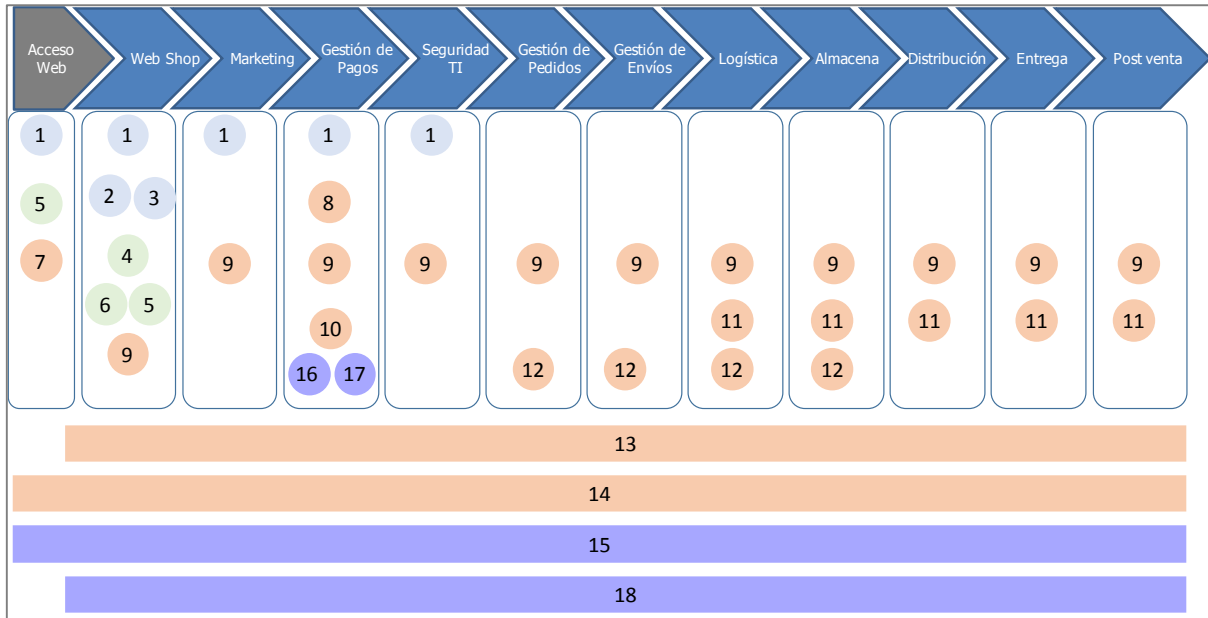 Acceso
Web
Web Shop
Marketing
Gestión de
Pagos
Seguridad
TI
Gestión de
Pedidos
Gestión de
Envíos
Logística
Almacena
Distribución
Entrega
Post venta
1 1 1 1 1
2 3
5 8
4
7 9 9 9 9 9 9 9 9 9 9
6 5
10 11 11 11 11 11
9
16 17 12 12 12 12
13
14
15
18